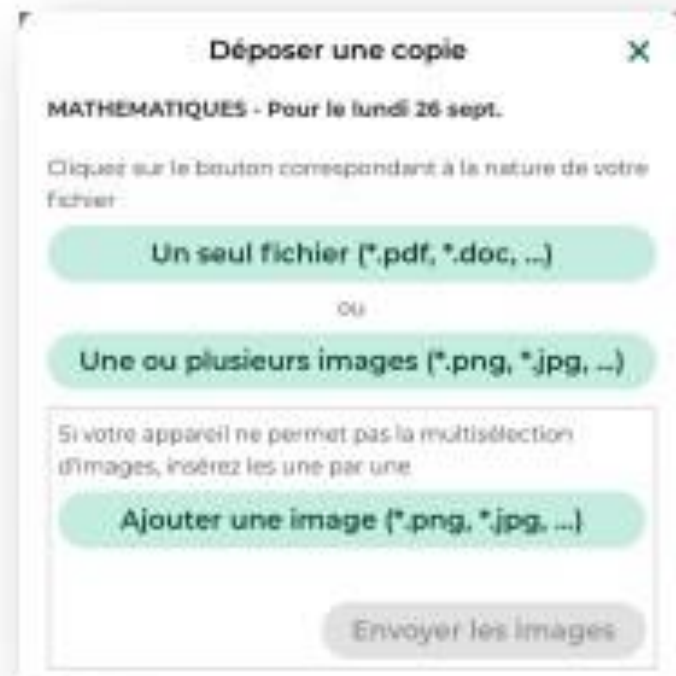 Déposer une copie ×
MATHEMATIQUES - Pour le lundi 26 sept.
Cliquez sur le bouton correspondant à la nature de votre
fichier
Un seul fichier (*.pdf, *.doc, ...)
ou
Une ou plusieurs images (*.png, *.jpg, ...)
Si votre appareil ne permet pas la multisélection
d'images, insérez les une par une
Ajouter une image (*.png, *.jpg, ...)
Envoyer les images